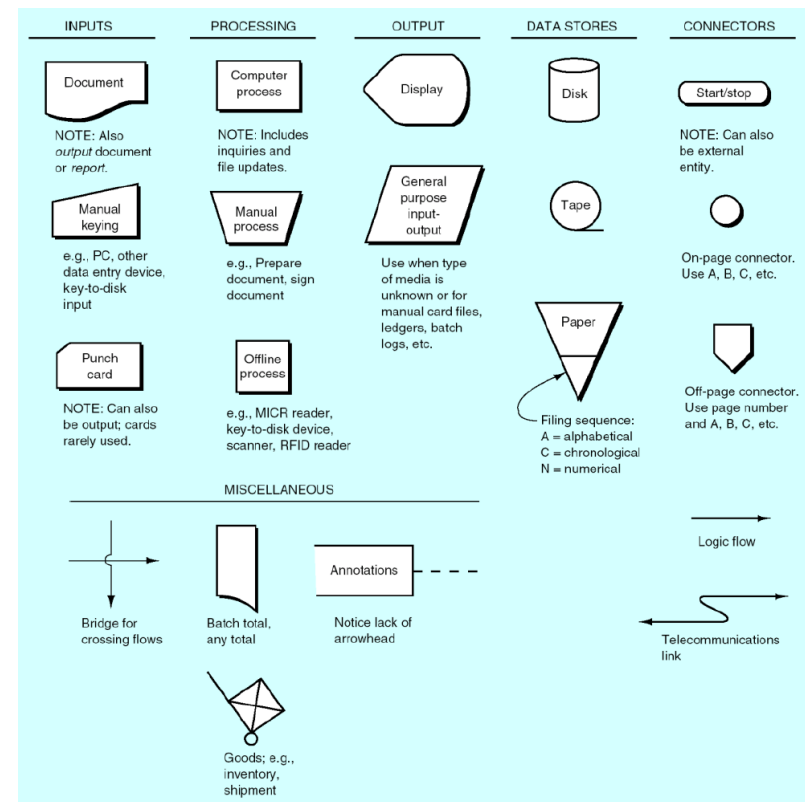 INPUTS
PROCESSING
OUTPUT
DATA STORES
CONNECTORS
Document
NOTE: Also
output document
or report.
Manual
keying
e.g., PC, other
data entry device,
key-to-disk
input
Punch
card
NOTE: Can also
be output; cards
rarely used.
Computer
process
NOTE: Includes
inquiries and
file updates.
Manual
process
e.g., Prepare
document, sign
document
Offline
process
e.g., MICR reader,
key-to-disk device,
scanner, RFID reader
Display
General
purpose
input-
output
Use when type
of media is
unknown or for
manual card files,
ledgers, batch
logs, etc.
Disk
Tape
Paper
Filing sequence:
A = alphabetical
C = chronological
N = numerical
Start/stop
NOTE: Can also
be external
entity.
On-page connector.
Use A, B, C, etc.
Off-page connector.
Use page number
and A, B, C, etc.
Logic flow
Telecommunications
link
MISCELLANEOUS
Bridge for
crossing flows
Batch total,
any total
Annotations
Notice lack of
arrowhead
Goods; e.g.,
inventory,
shipment